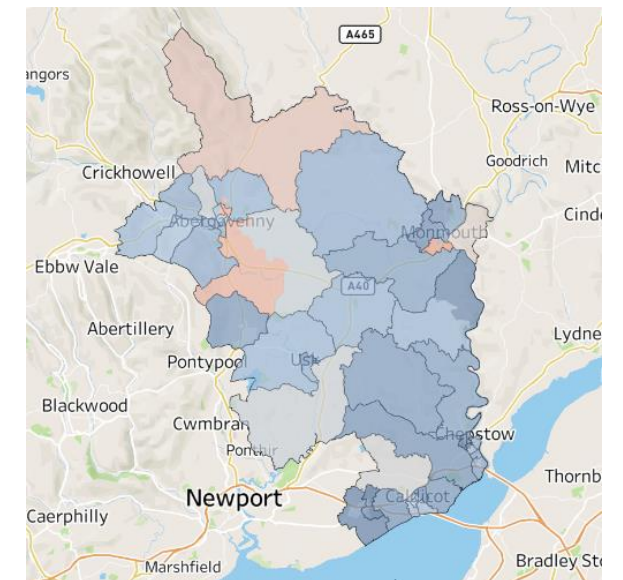 A465
angors
Ross-on-Wye
Goodrich
Mitc
Crickhowell
Cind
Abergavenny
Monmouth
Ebbw Vale
A40
Abertillery
Lydne
Pontypool
Usk
Blackwood
Cwmbran
Chepstow
Ponthir
Thornb
Newport
Caldicot
Caerphilly
Marshfield
Bradley Sto